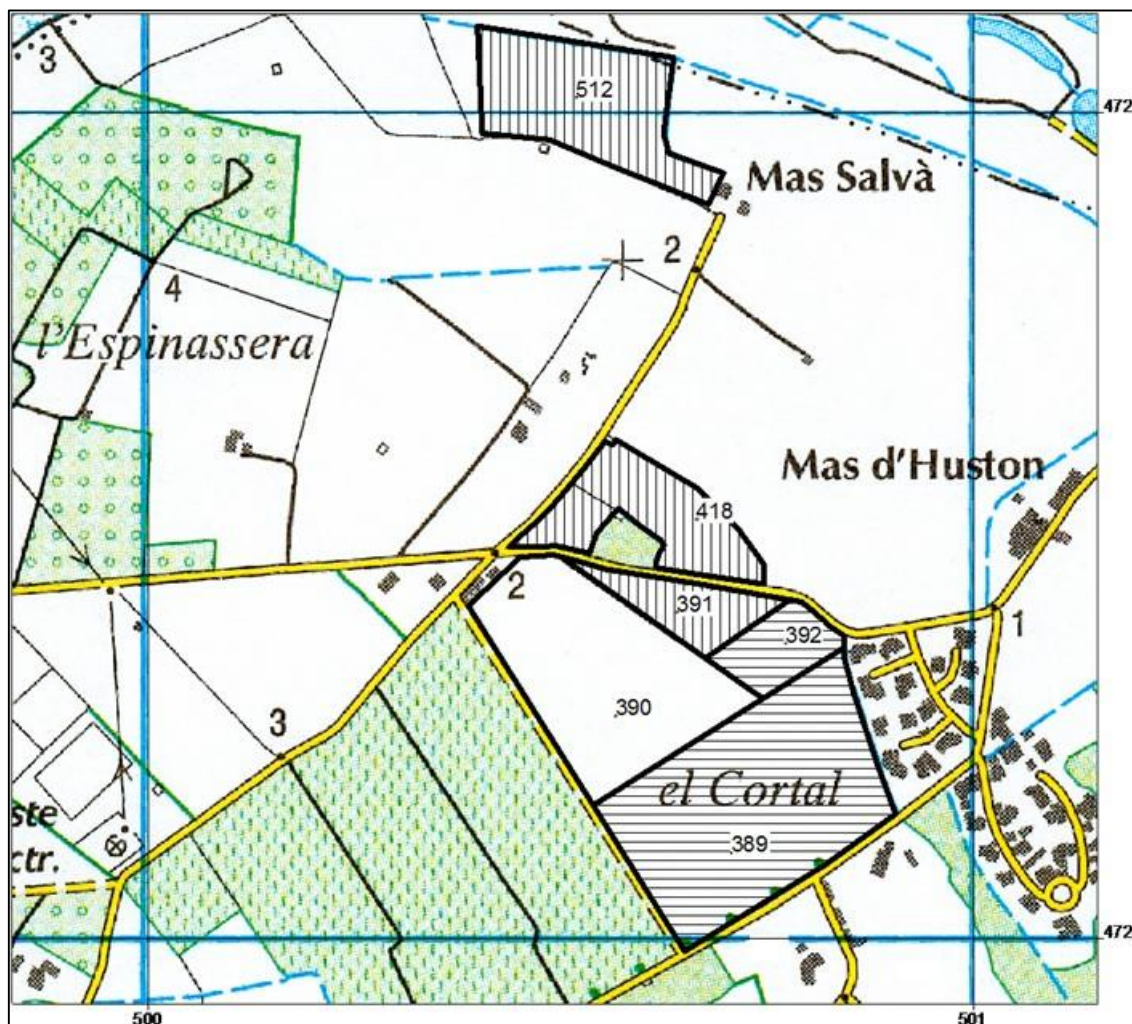 3
512
472
Mas Salvà
2
4
l'Espinassera
Mas d'Huston
418
2
391
392
1
390
3
el Cortal
389
ste
ctr.
472
500
501